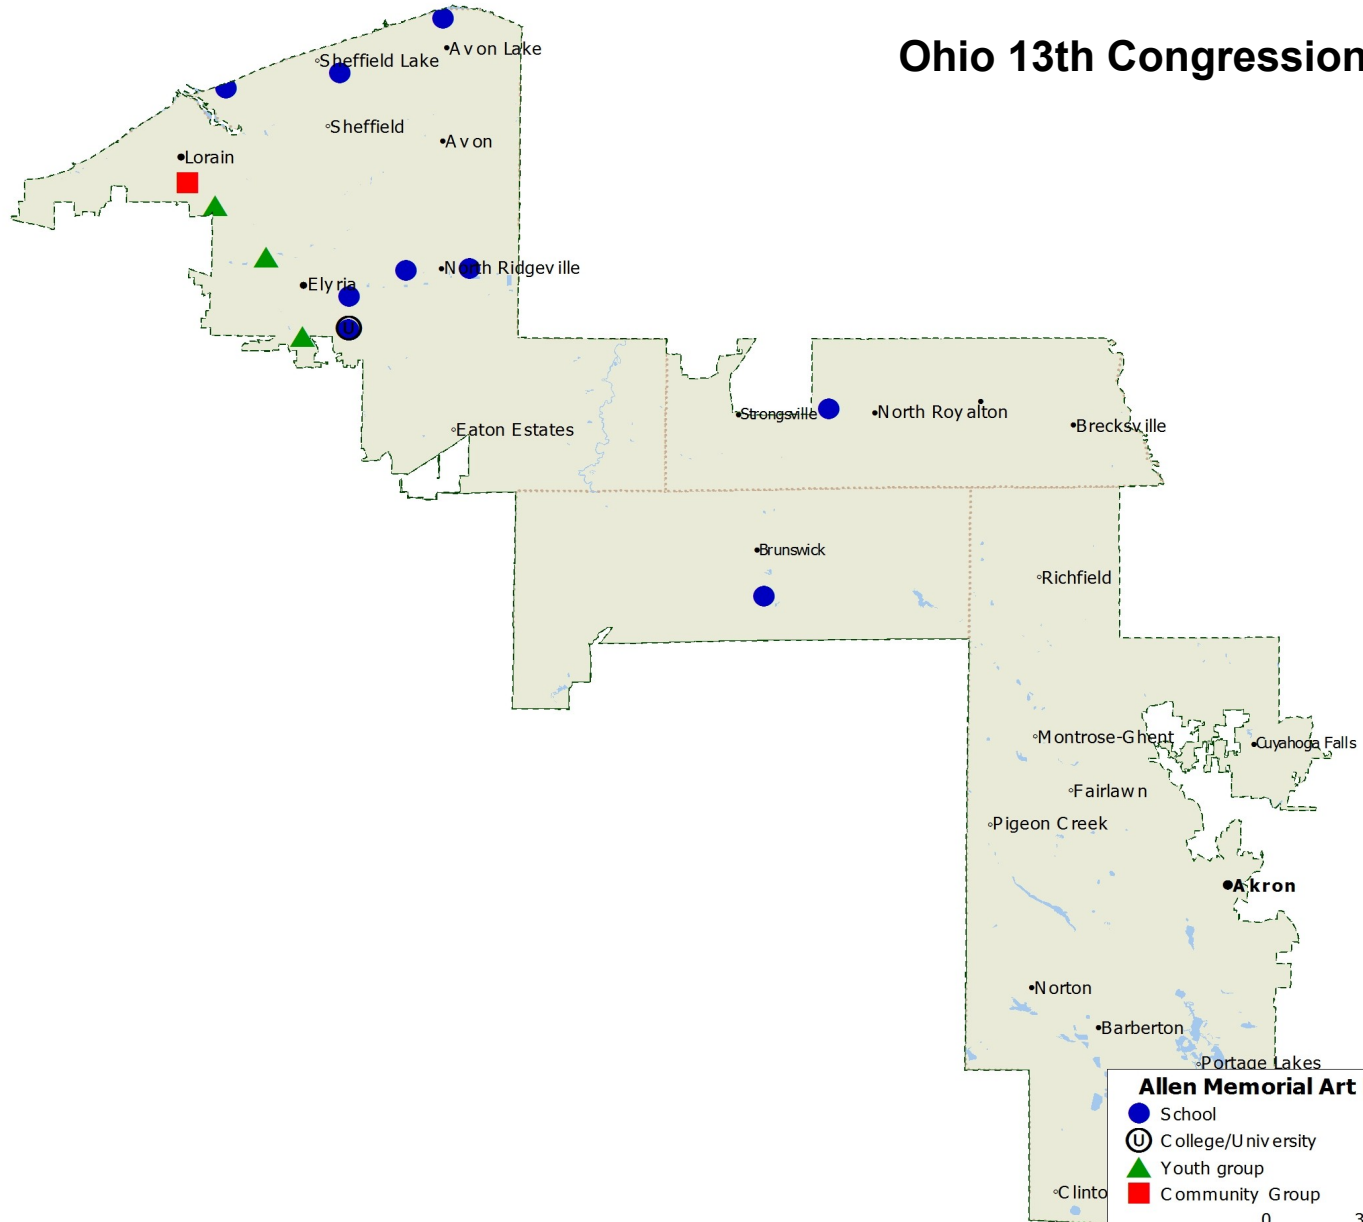 Ohio 13th Congression
Avon Lake
Sheffield Lake
Sheffield
Avon
Lorain
North Ridgeville
Elyria
U
Strongsville
North Royalton
Brecksville
Eaton Estates
Brunswick
Richfield
Montrose-Ghent
Cuyahoga Falls
Fairlawn
Pigeon Creek
Akron
Norton
Barberton
Portage Lakes
Clinto
Allen Memorial Art
School
U College/University
Youth group
Community Group
0 3